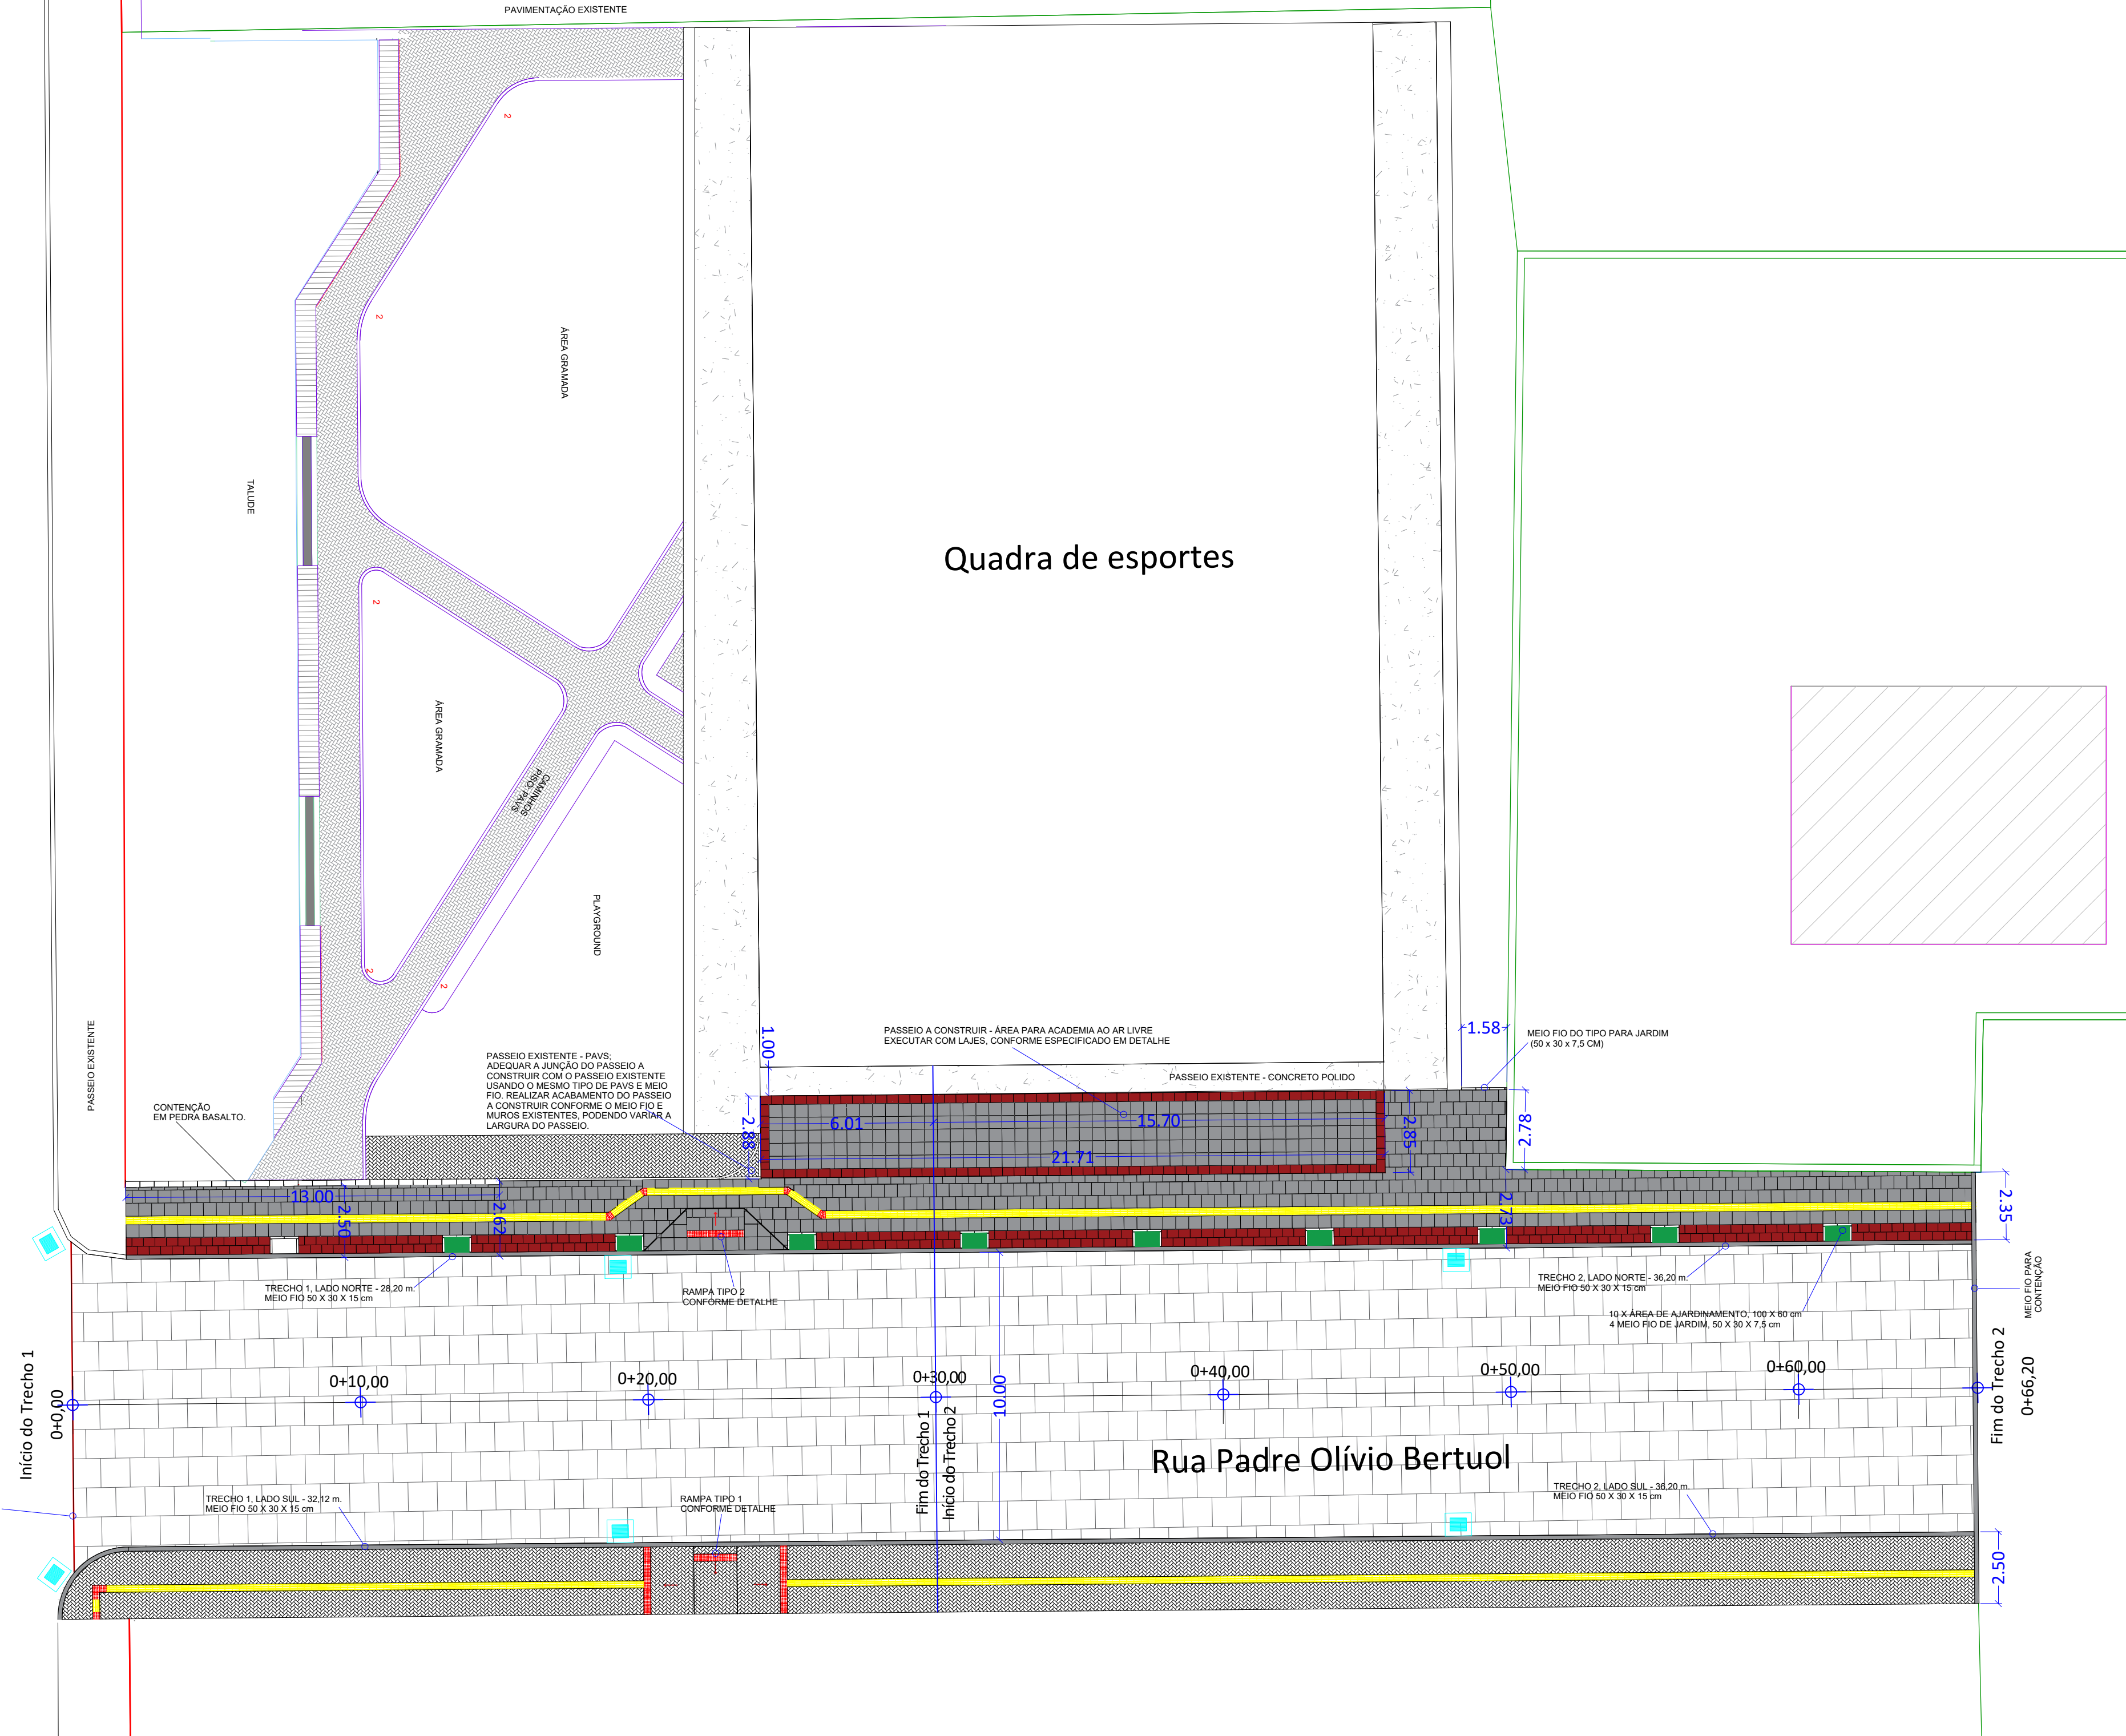 PAVIMENTAÇÃO EXISTENTE
2
2
ÁREA GRAMADA
TALUDE
Quadra de esportes
2
ÁREA GRAMADA
CAMINHOS
PISO: PAVS
PLAYGROUND
2
2
PASSEIO EXISTENTE
CONTENÇÃO
EM PEDRA BASALTO.
PASSEIO EXISTENTE - PAVS;
ADEQUAR A JUNÇÃO DO PASSEIO A
CONSTRUIR COM O PASSEIO EXISTENTE
USANDO O MESMO TIPO DE PAVS E MEIO
FIO. REALIZAR ACABAMENTO DO PASSEIO
A CONSTRUIR CONFORME O MEIO FIO E
MUROS EXISTENTES, PODENDO VARIAR A
LARGURA DO PASSEIO.
1.00
PASSEIO A CONSTRUIR - ÁREA PARA ACADEMIA AO AR LIVRE
EXECUTAR COM LAJES, CONFORME ESPECIFICADO EM DETALHE
1.58
MEIO FIO DO TIPO PARA JARDIM
(50 x 30 x 7,5 CM)
PASSEIO EXISTENTE - CONCRETO POLIDO
2.88
6.01
15.70
21.71
2.85
2.78
13.00
2.50
2.62
2.73
2.35
TRECHO 1, LADO NORTE - 28,20 m.
MEIO FIO 50 X 30 X 15 cm
RAMPA TIPO 2
CONFORME DETALHE
TRECHO 2, LADO NORTE - 36,20 m.
MEIO FIO 50 X 30 X 15 cm
10 X ÁREA DE AJARDINAMENTO, 100 X 60 cm
4 MEIO FIO DE JARDIM, 50 X 30 X 7,5 cm
MEIO FIO PARA
CONTENÇÃO
Início do Trecho 1
0+0,00
0+10,00
0+20,00
0+30,00
0+40,00
0+50,00
0+60,00
Fim do Trecho 2
0+66,20
10.00
Fim do Trecho 1
Início do Trecho 2
Rua Padre Olívio Bertuol
TRECHO 1, LADO SUL - 32,12 m.
MEIO FIO 50 X 30 X 15 cm
RAMPA TIPO 1
CONFORME DETALHE
TRECHO 2, LADO SUL - 36,20 m.
MEIO FIO 50 X 30 X 15 cm
2.50